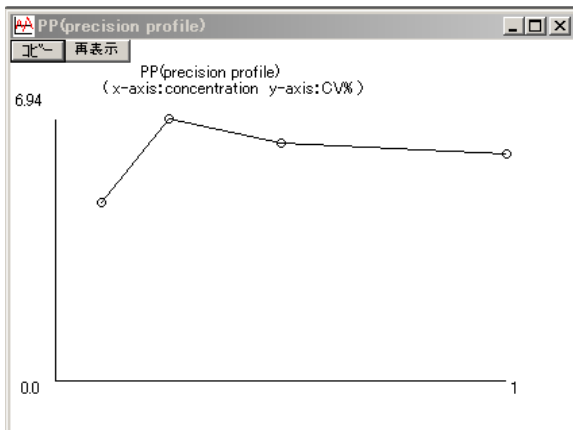 PP(precision profile)
ｺﾋﾟｰ 再表示
PP(precision profile)
(x-axis:concentration y-axis:CV%)
6.94
0.0
1